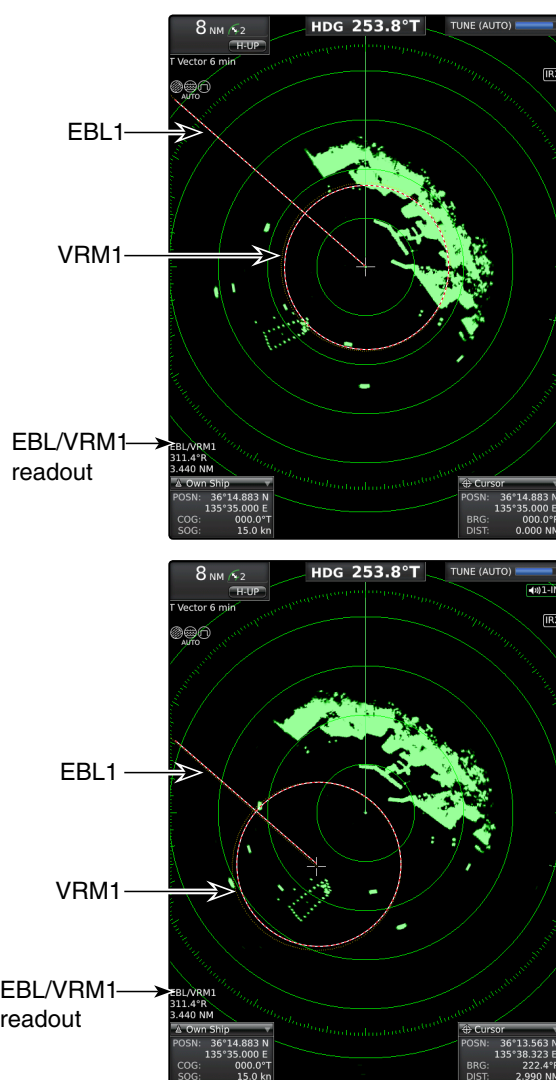 8 NM 2
H-UP
HDG 253.8°T
TUNE (AUTO)
T Vector 6 min
AUTO
EBL1
VRM1
EBL/VRM1
readout
EBL/VRM1
311.4°R
3.440 NM
Own Ship
POSN: 36°14.883 N
135°35.000 E
COG: 000.0°T
SOG: 15.0 kn
Cursor
POSN: 36°14.883 N
135°35.000 E
BRG: 000.0°R
DIST: 0.000 NM
8 NM 2
H-UP
HDG 253.8°T
TUNE (AUTO)
T Vector 6 min
AUTO
EBL1
VRM1
EBL/VRM1
readout
EBL/VRM1
311.4°R
3.440 NM
Own Ship
POSN: 36°14.883 N
135°35.000 E
COG: 000.0°T
SOG: 15.0 kn
Cursor
POSN: 36°13.563 N
135°38.323 E
BRG: 222.4°R
DIST: 2.990 NM